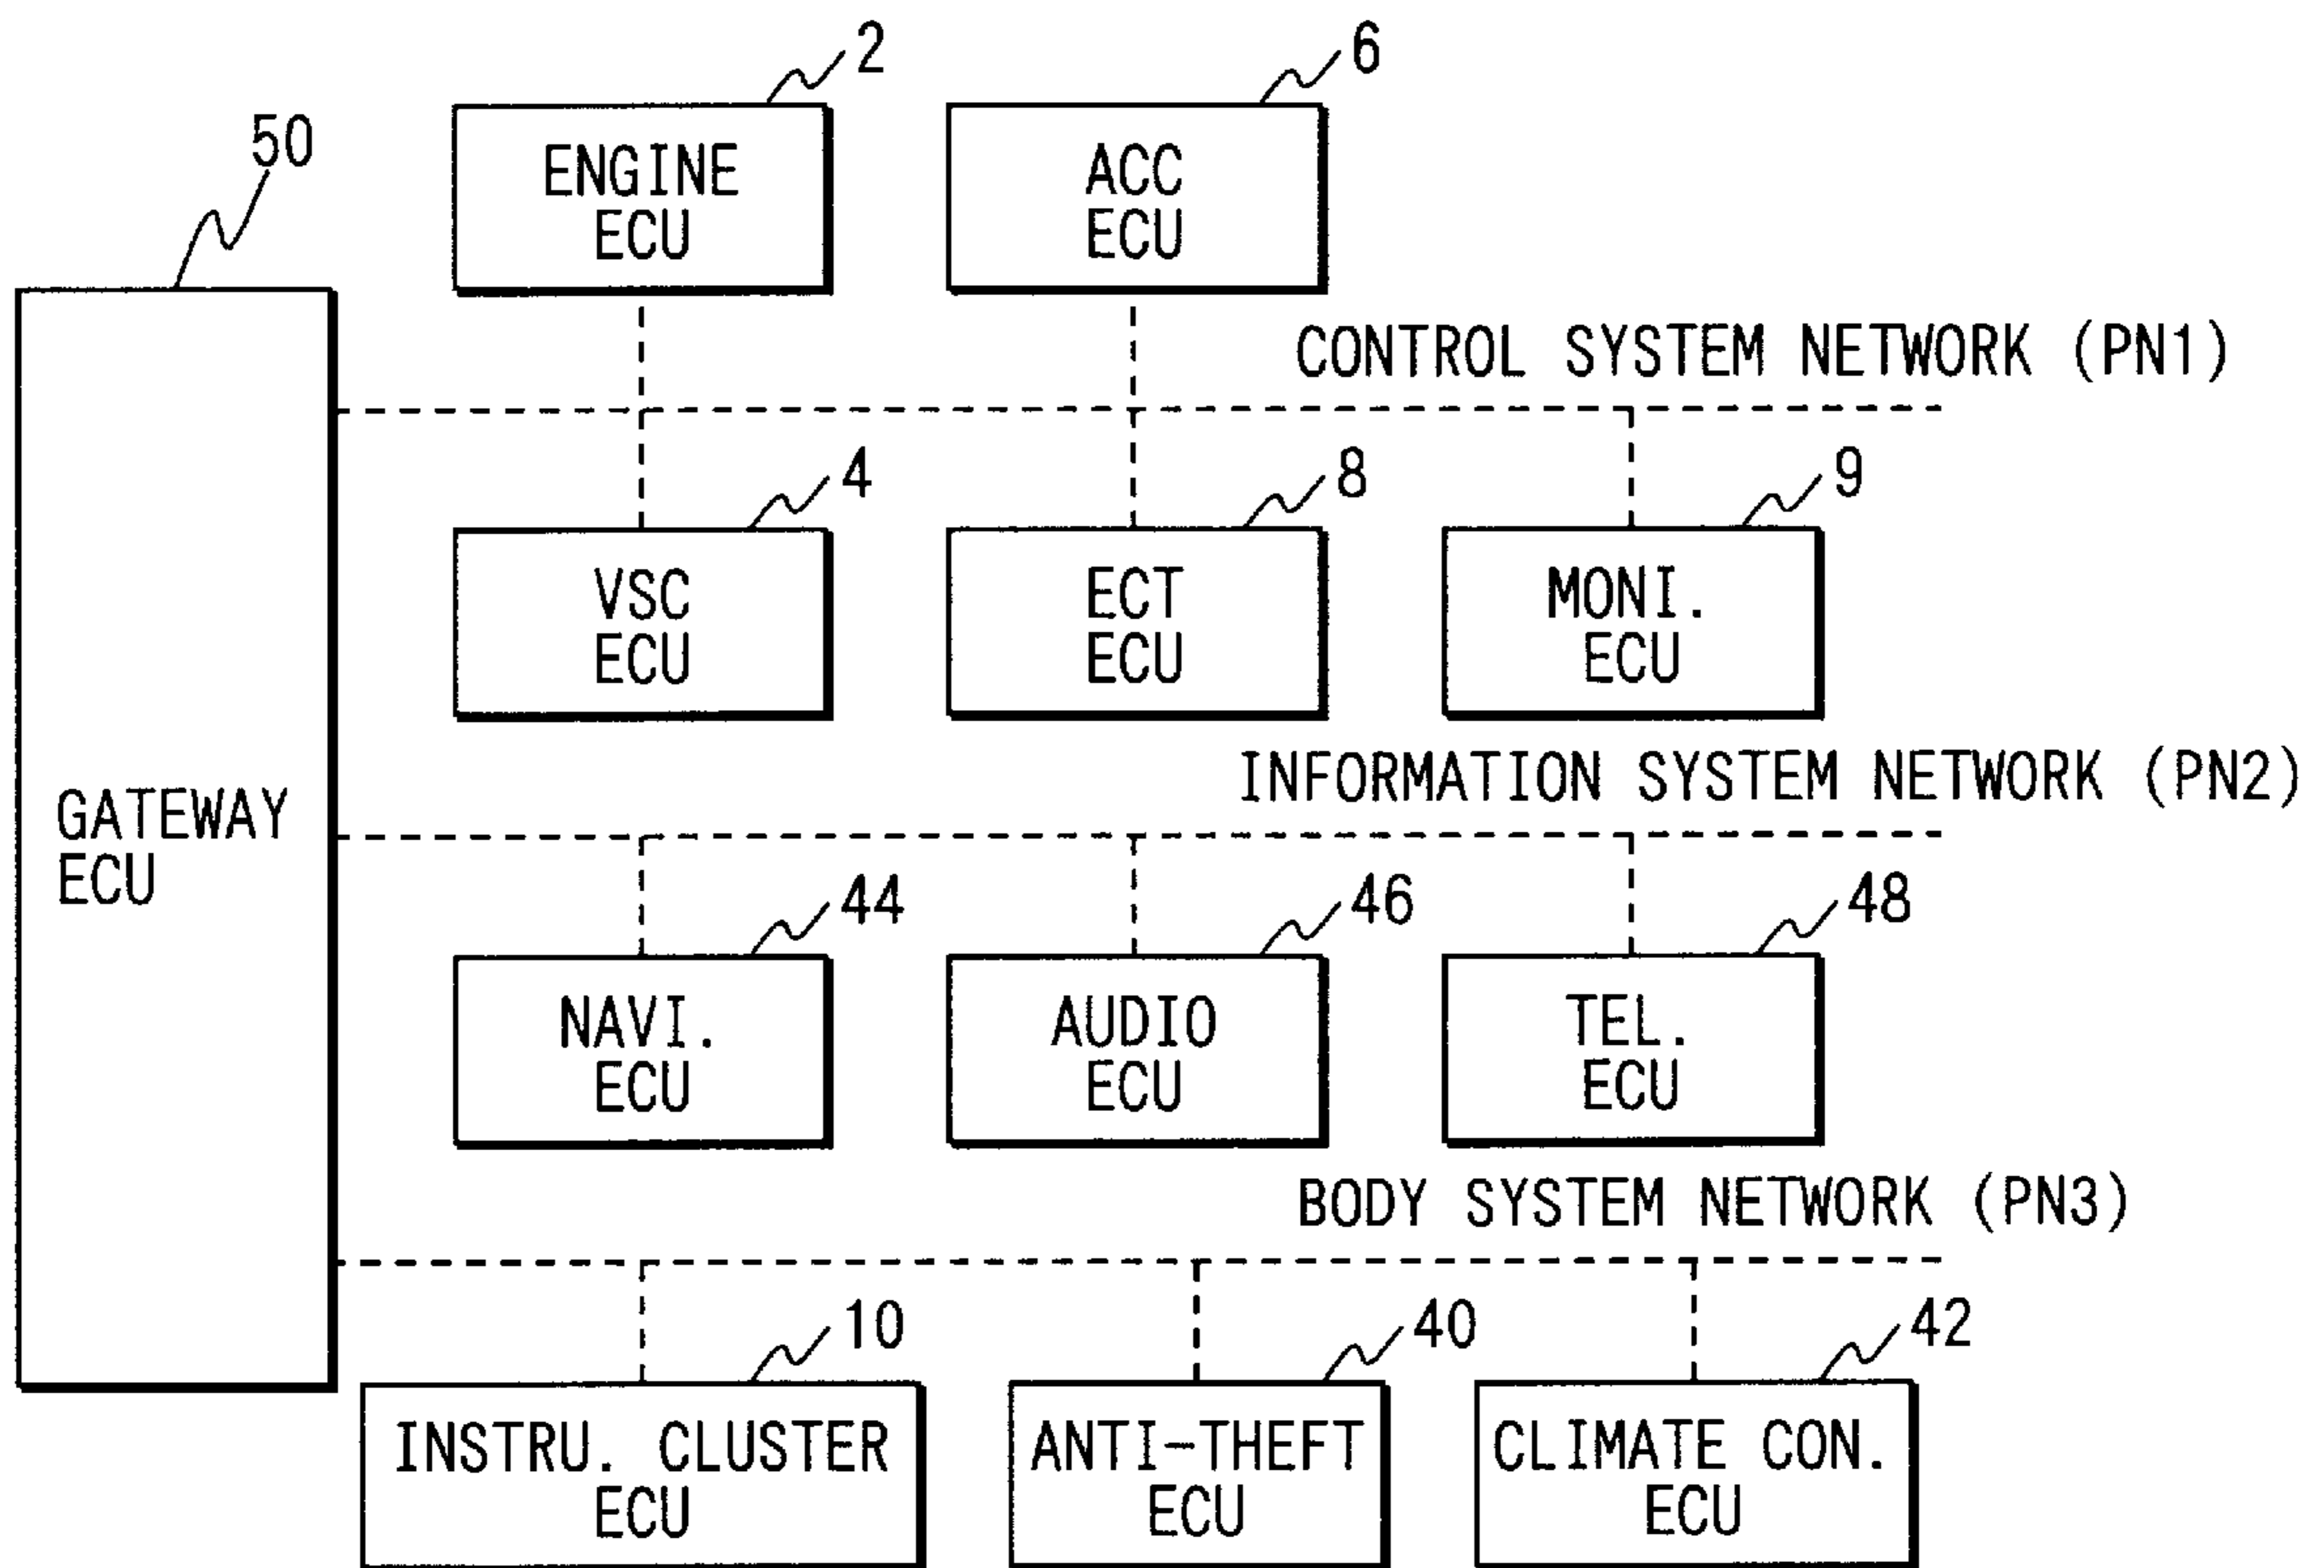 2
6
50
ENGINE
ECU
ACC
ECU
CONTROL SYSTEM NETWORK (PN1)
4
8
9
VSC
ECU
ECT
ECU
MONI.
ECU
INFORMATION SYSTEM NETWORK (PN2)
GATEWAY
ECU
44
46
48
NAVI.
ECU
AUDIO
ECU
TEL.
ECU
BODY SYSTEM NETWORK (PN3)
10
40
42
INSTRU. CLUSTER
ECU
ANTI-THEFT
ECU
CLIMATE CON.
ECU